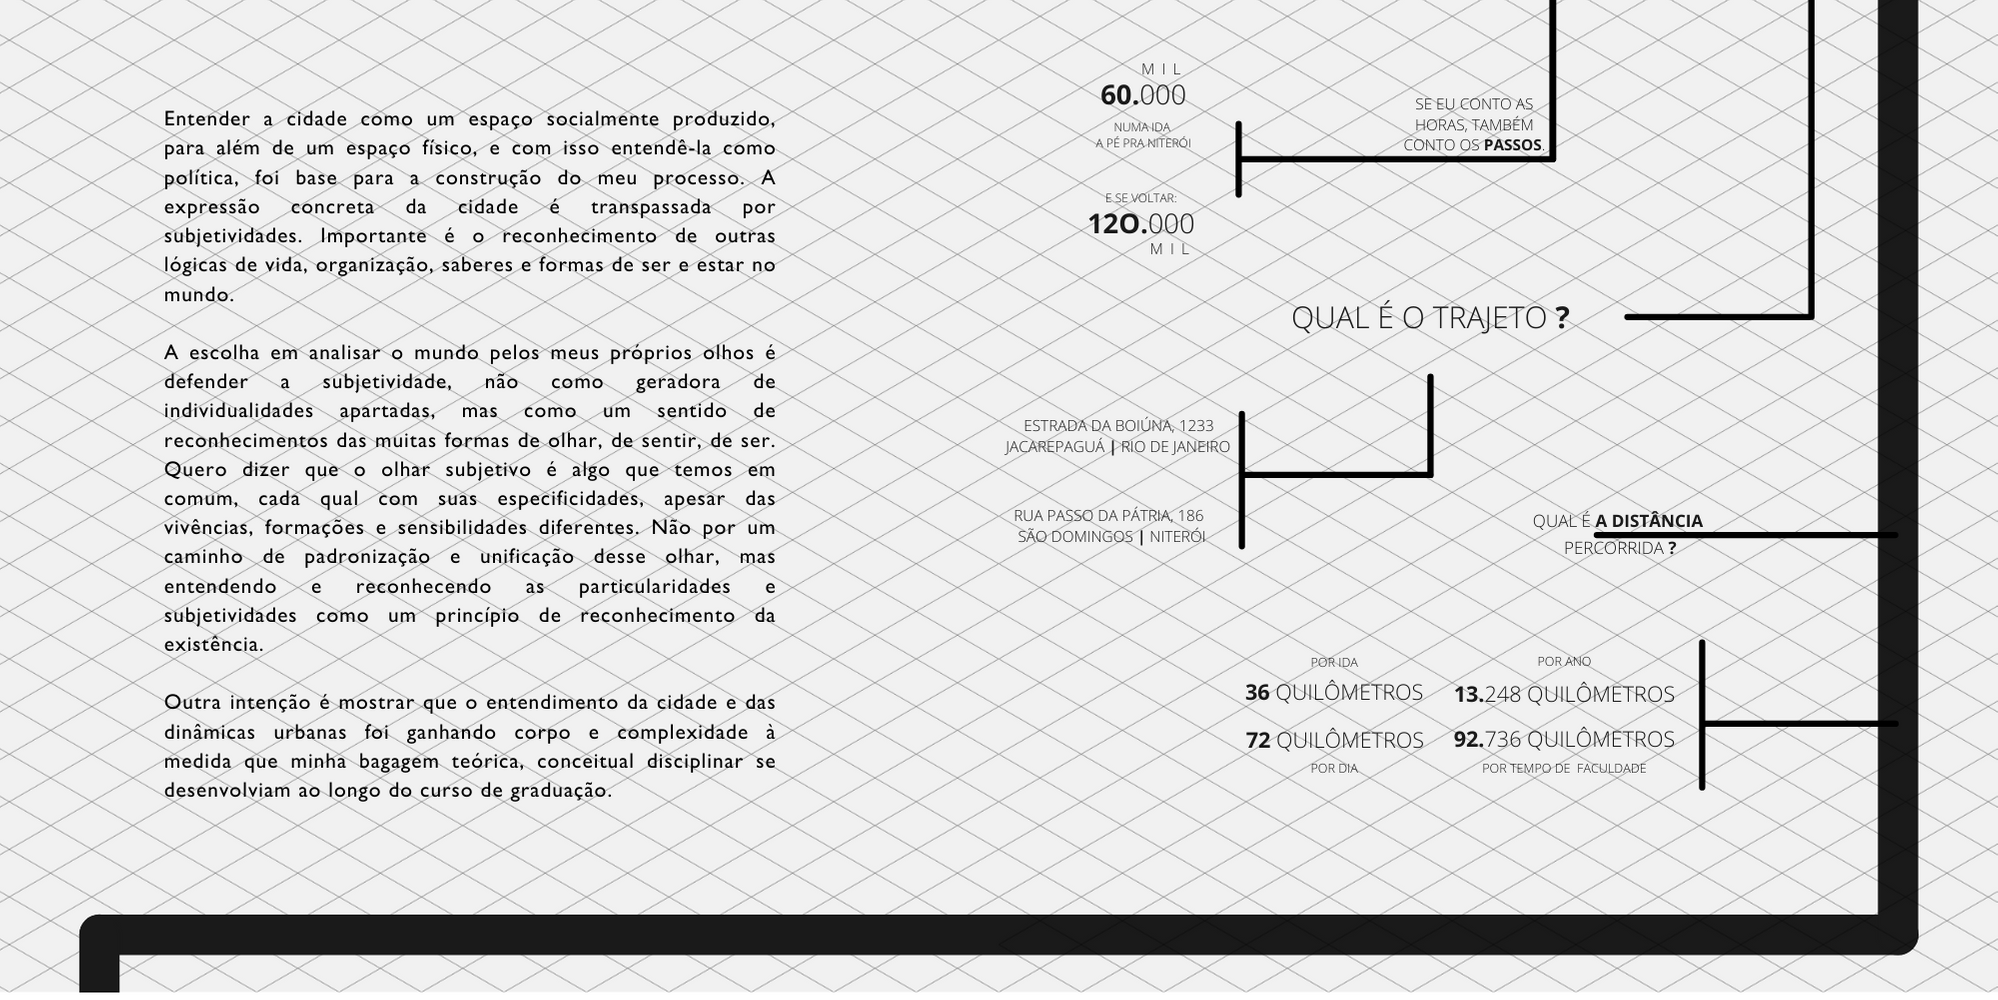 Entender a cidade como um espaço socialmente produzido,
para além de um espaço físico, e com isso entendê-la como
política, foi base para a construção do meu processo. A
expressão concreta da cidade é transpassada por
subjetividades. Importante é o reconhecimento de outras
lógicas de vida, organização, saberes e formas de ser e estar no
mundo.
A escolha em analisar o mundo pelos meus próprios olhos é
defender a subjetividade, não como geradora de
individualidades apartadas, mas como um sentido de
reconhecimentos das muitas formas de olhar, de sentir, de ser.
Quero dizer que o olhar subjetivo é algo que temos em
comum, cada qual com suas especificidades, apesar das
vivências, formações e sensibilidades diferentes. Não por um
caminho de padronização e unificação desse olhar, mas
entendendo e reconhecendo as particularidades e
subjetividades como um princípio de reconhecimento da
existência.
Outra intenção é mostrar que o entendimento da cidade e das
dinâmicas urbanas foi ganhando corpo e complexidade à
medida que minha bagagem teórica, conceitual disciplinar se
desenvolviam ao longo do curso de graduação.
MIL
60.000
NUMA IDA
A PÉ PRA NITERÓI
E SE VOLTAR:
12O.000
MIL
SE EU CONTO AS
HORAS, TAMBÉM
CONTO OS PASSOS.
QUAL É O TRAJETO ?
ESTRADA DA BOIÚNA, 1233
JACAREPAGUÁ | RIO DE JANEIRO
RUA PASSO DA PÁTRIA, 186
SÃO DOMINGOS | NITERÓI
QUAL É A DISTÂNCIA
PERCORRIDA ?
POR IDA
36 QUILÔMETROS
72 QUILÔMETROS
POR DIA
POR ANO
13.248 QUILÔMETROS
92.736 QUILÔMETROS
POR TEMPO DE FACULDADE